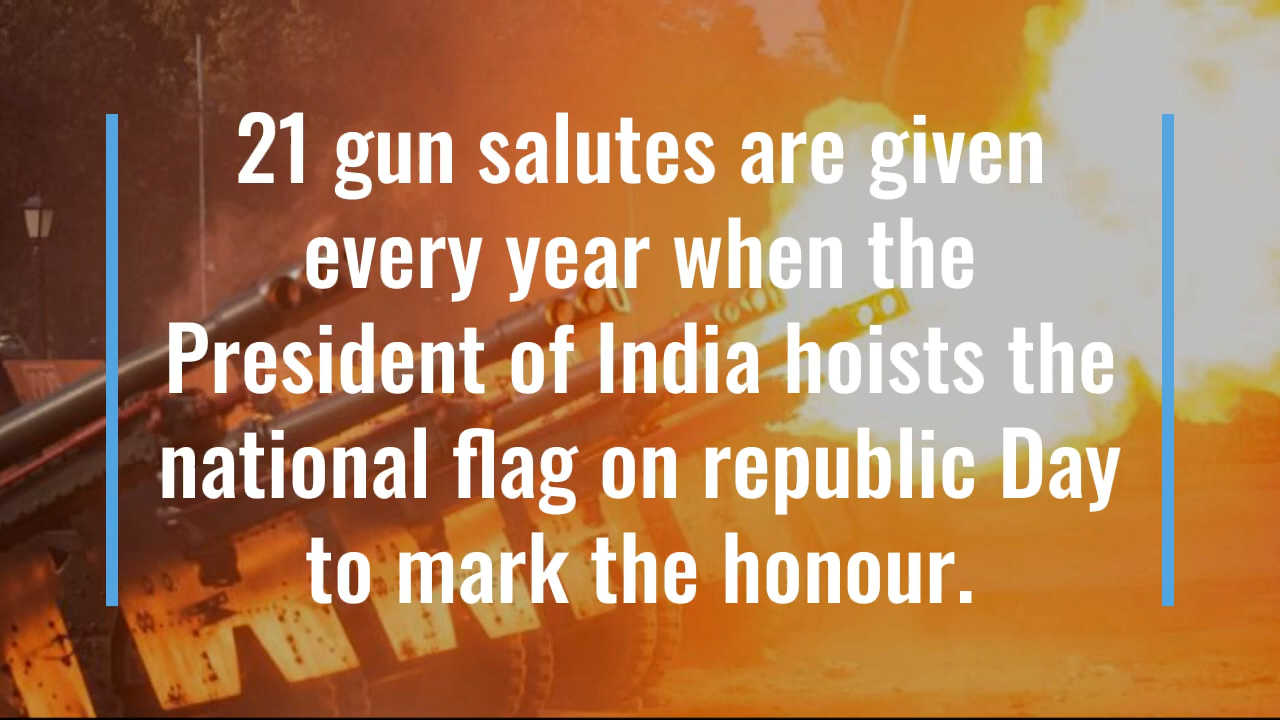 21 gun salutes are given
every year when the
President of India hoists the
national flag on republic Day
to mark the honour.